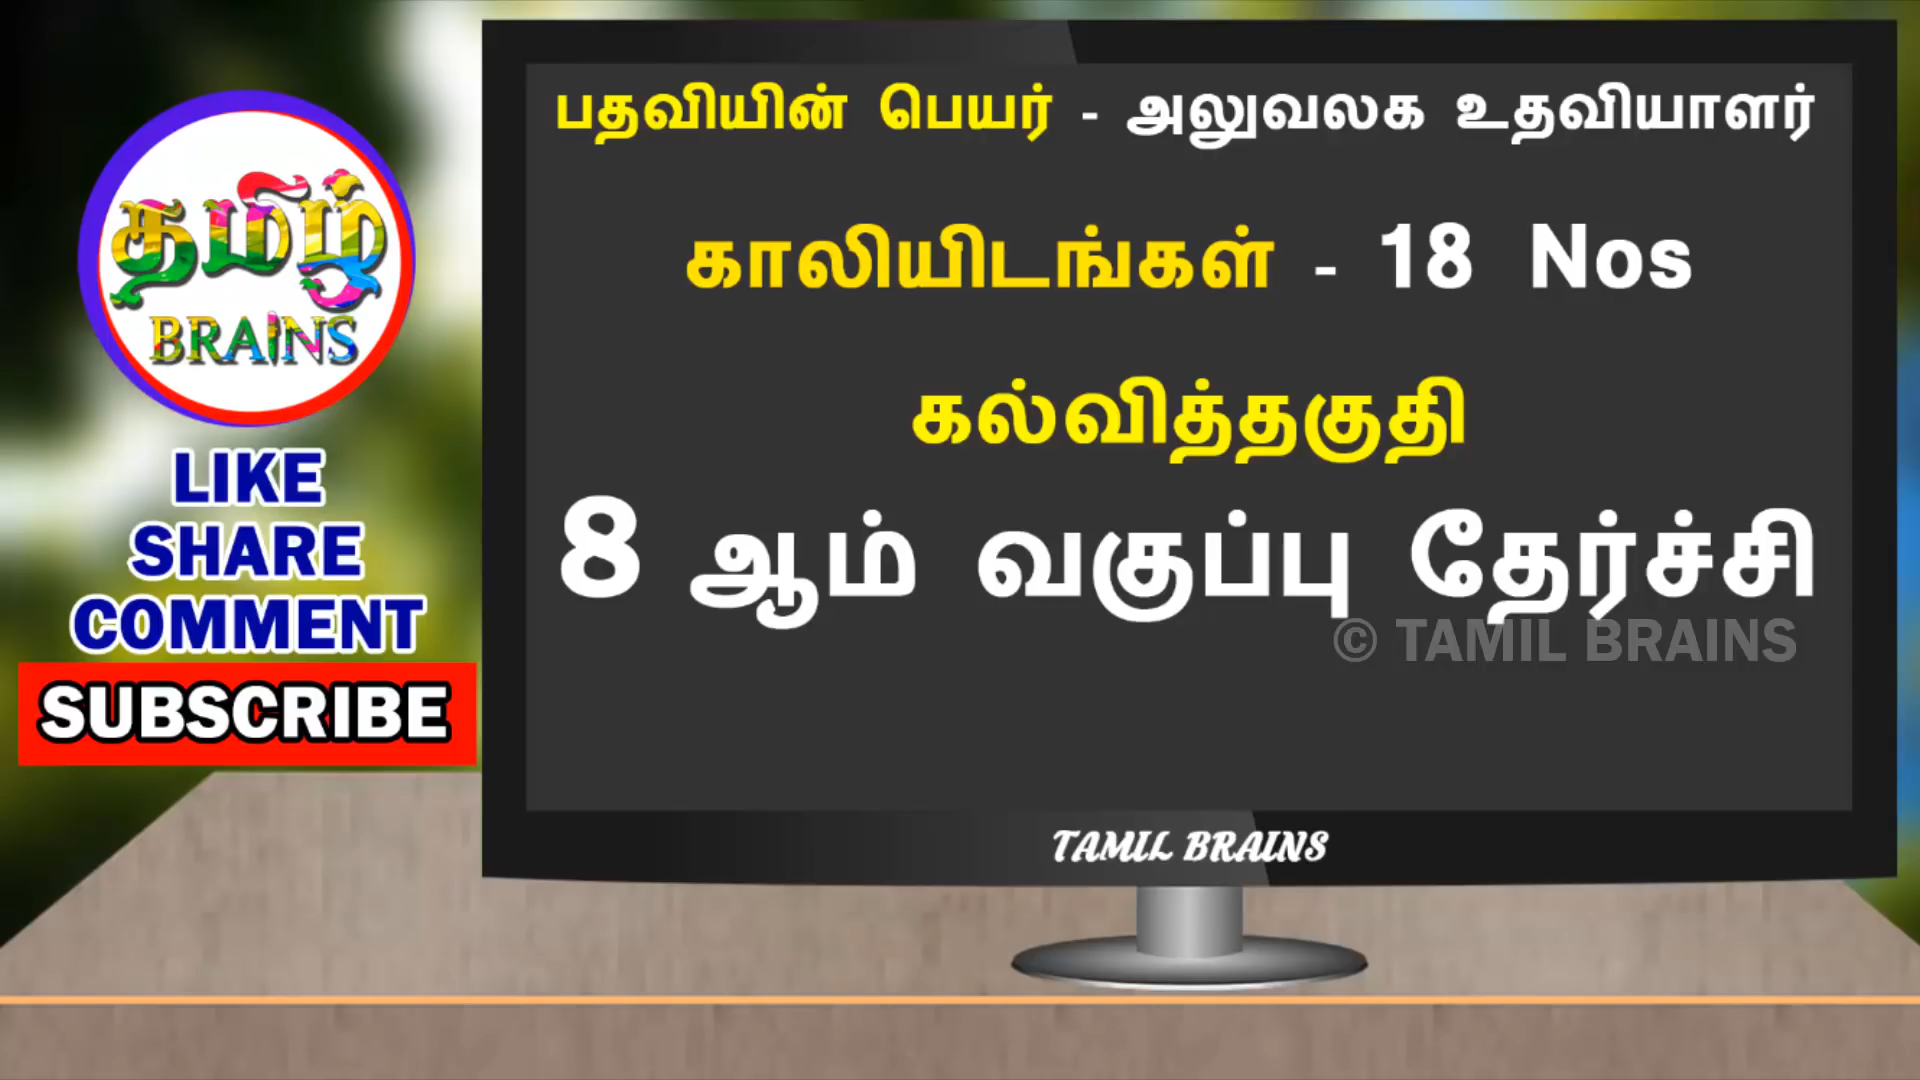 தமிழ்
BRAINS
LIKE
SHARE
COMMENT
SUBSCRIBE
பதவியின் பெயர் - அலுவலக உதவியாளர்
காலியிடங்கள் - 18 Nos
கல்வித்தகுதி
8 ஆம் வகுப்பு தேர்ச்சி
© TAMIL BRAINS
TAMIL BRAINS